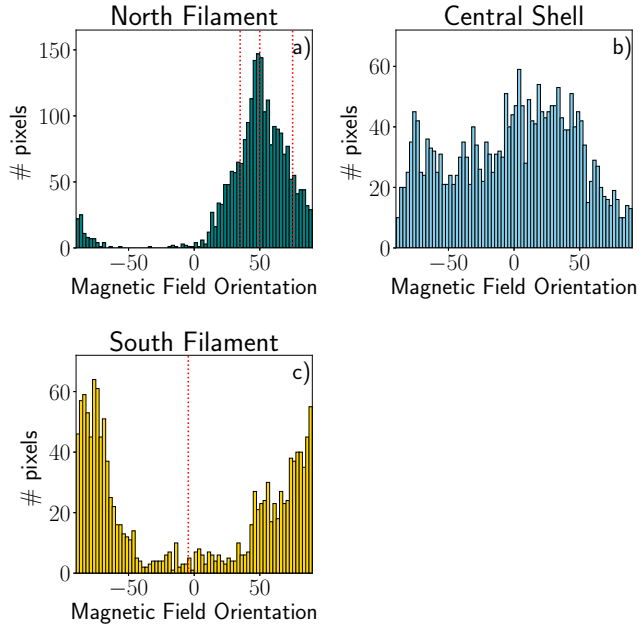 North Filament
a)
# pixels
150
100
50
0
−50
0
50
Magnetic Field Orientation
Central Shell
b)
60
40
20
0
−50
0
50
Magnetic Field Orientation
South Filament
c)
# pixels
60
40
20
0
−50
0
50
Magnetic Field Orientation